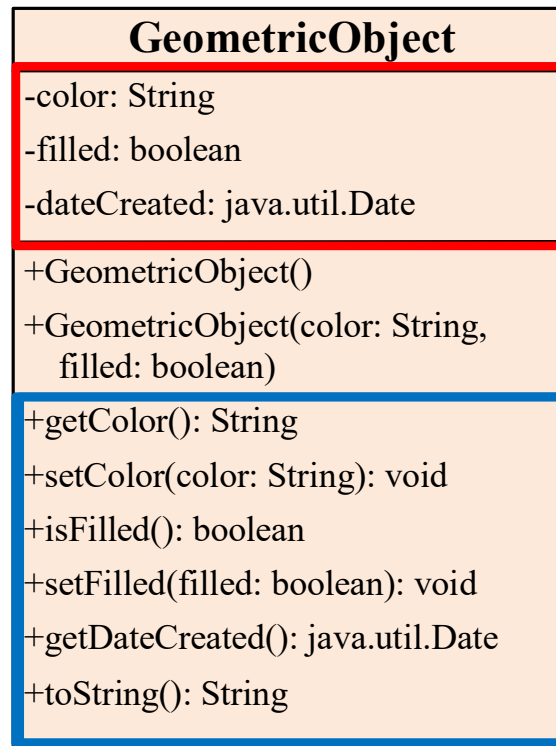 GeometricObject
-color: String
-filled: boolean
-dateCreated: java.util.Date
+GeometricObject()
+GeometricObject(color: String,
filled: boolean)
+getColor(): String
+setColor(color: String): void
+isFilled(): boolean
+setFilled(filled: boolean): void
+getDateCreated(): java.util.Date
+toString(): String